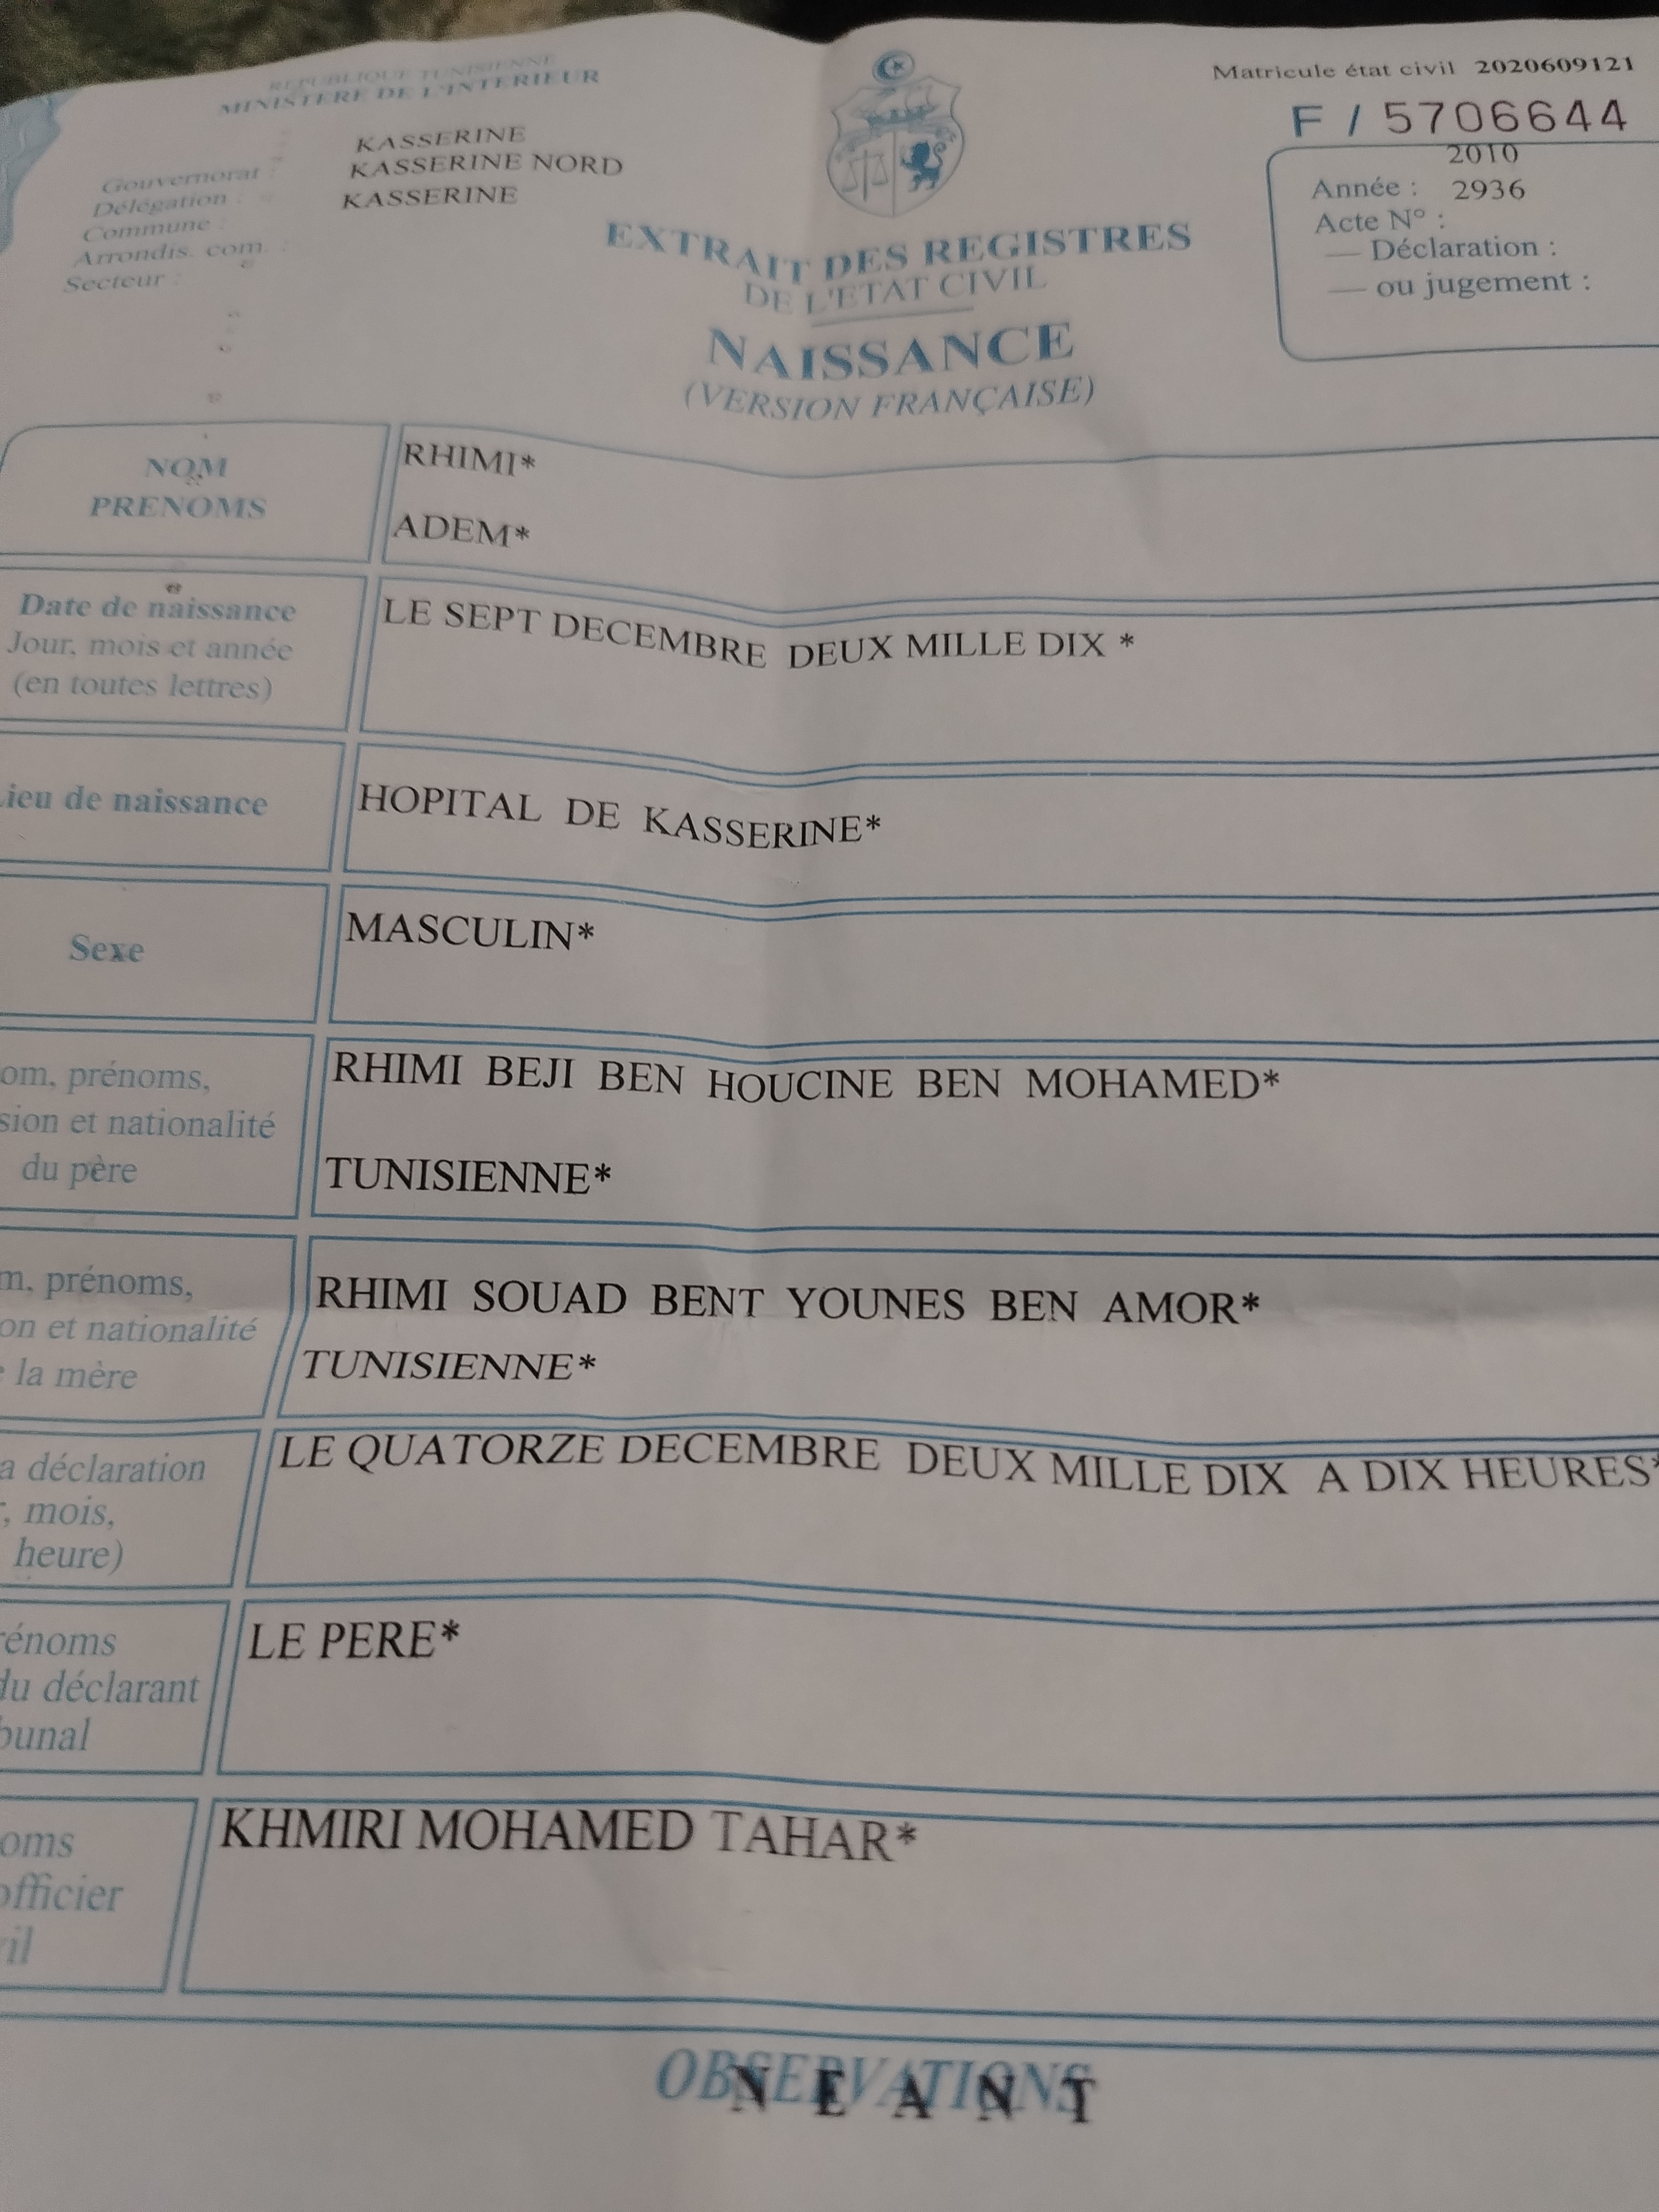 REPUBLIQUE TUNISIENNE
MINISTERE DE L'INTERIEUR
Matricule état civil 2020609121
F / 5706644
Gouvernorat : KASSERINE
Délégation : KASSERINE NORD
Commune : KASSERINE
Arrondis. com. :
Secteur :
2010
Année : 2936
Acte N° :
— Déclaration :
— ou jugement :
EXTRAIT DES REGISTRES
DE L'ETAT CIVIL
NAISSANCE
(VERSION FRANÇAISE)
NOM RHIMI*
PRENOMS ADEM*
Date de naissance LE SEPT DECEMBRE DEUX MILLE DIX *
Jour, mois et année
(en toutes lettres)
Lieu de naissance HOPITAL DE KASSERINE*
Sexe MASCULIN*
om, prénoms, RHIMI BEJI BEN HOUCINE BEN MOHAMED*
sion et nationalité
du père TUNISIENNE*
m, prénoms, RHIMI SOUAD BENT YOUNES BEN AMOR*
on et nationalité
la mère TUNISIENNE*
a déclaration LE QUATORZE DECEMBRE DEUX MILLE DIX A DIX HEURES*
, mois,
heure)
énoms LE PERE*
du déclarant
bunal
oms KHMIRI MOHAMED TAHAR*
officier
il
OBSERVATIONS
N E A N T